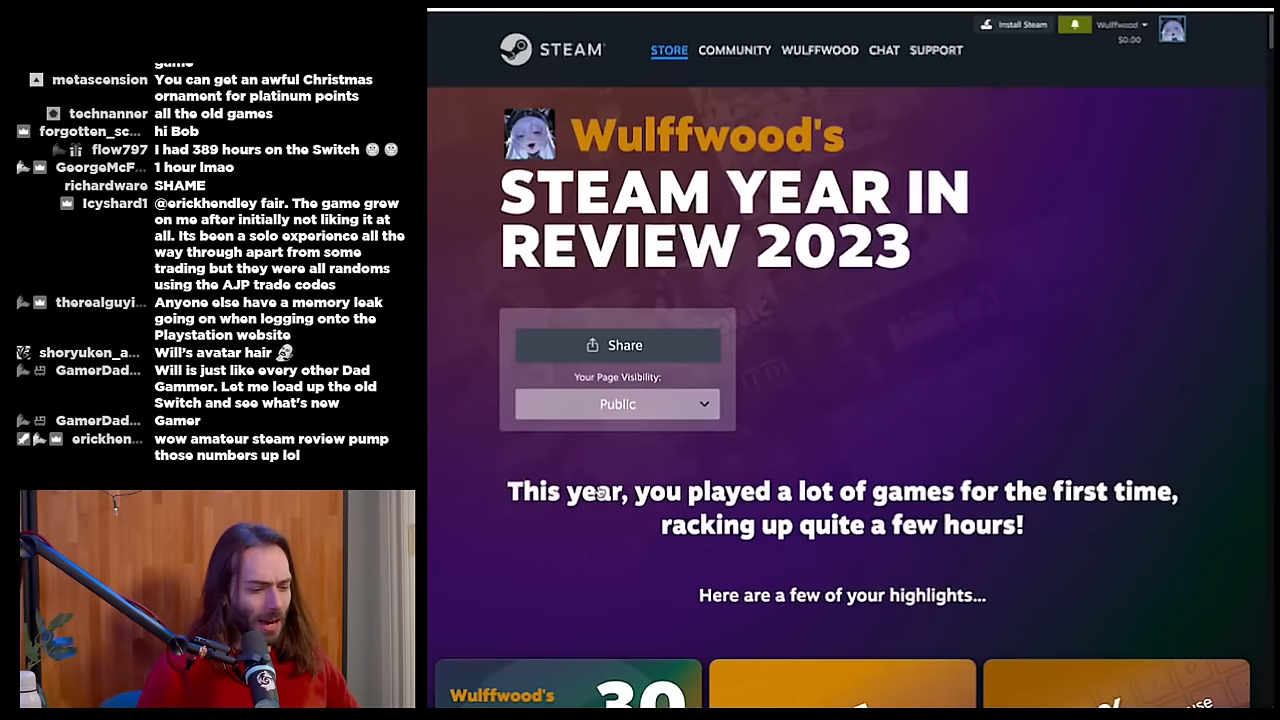 game
metascension You can get an awful Christmas
ornament for platinum points
technanner all the old games
forgotten_sc... hi Bob
flow797 I had 389 hours on the Switch
GeorgeMcF... 1 hour lmao
richardware SHAME
Icyshard1 @erickhendley fair. The game grew
on me after initially not liking it at
all. Its been a solo experience all the
way through apart from some
trading but they were all randoms
using the AJP trade codes
therealguyi... Anyone else have a memory leak
going on when logging onto the
Playstation website
shoryuken_a... Will's avatar hair
GamerDad... Will is just like every other Dad
Gammer. Let me load up the old
Switch and see what's new
GamerDad... Gamer
erickhen... wow amateur steam review pump
those numbers up lol
Install Steam
Wulffwood
$0.00
STEAM
STORE COMMUNITY WULFFWOOD CHAT SUPPORT
Wulffwood's
STEAM YEAR IN
REVIEW 2023
Share
Your Page Visibility:
Public
This year, you played a lot of games for the first time,
racking up quite a few hours!
Here are a few of your highlights...
Wulffwood's
30